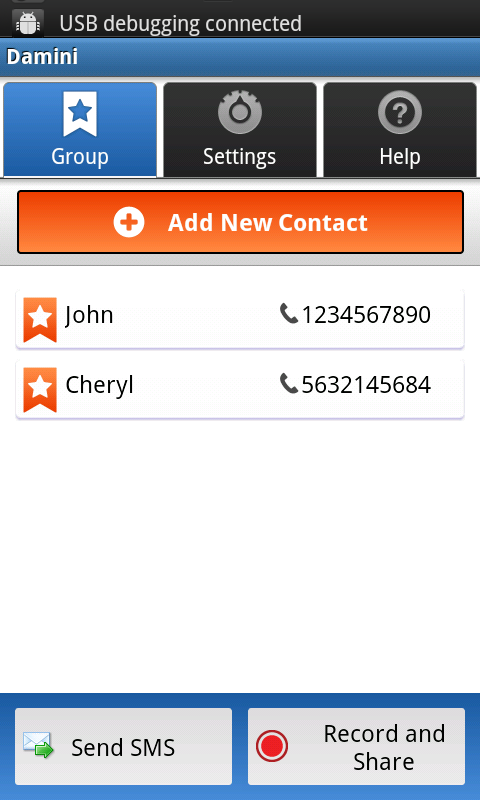 USB debugging connected
Damini
Group
Settings
Help
Add New Contact
John 1234567890
Cheryl 5632145684
Send SMS
Record and
Share